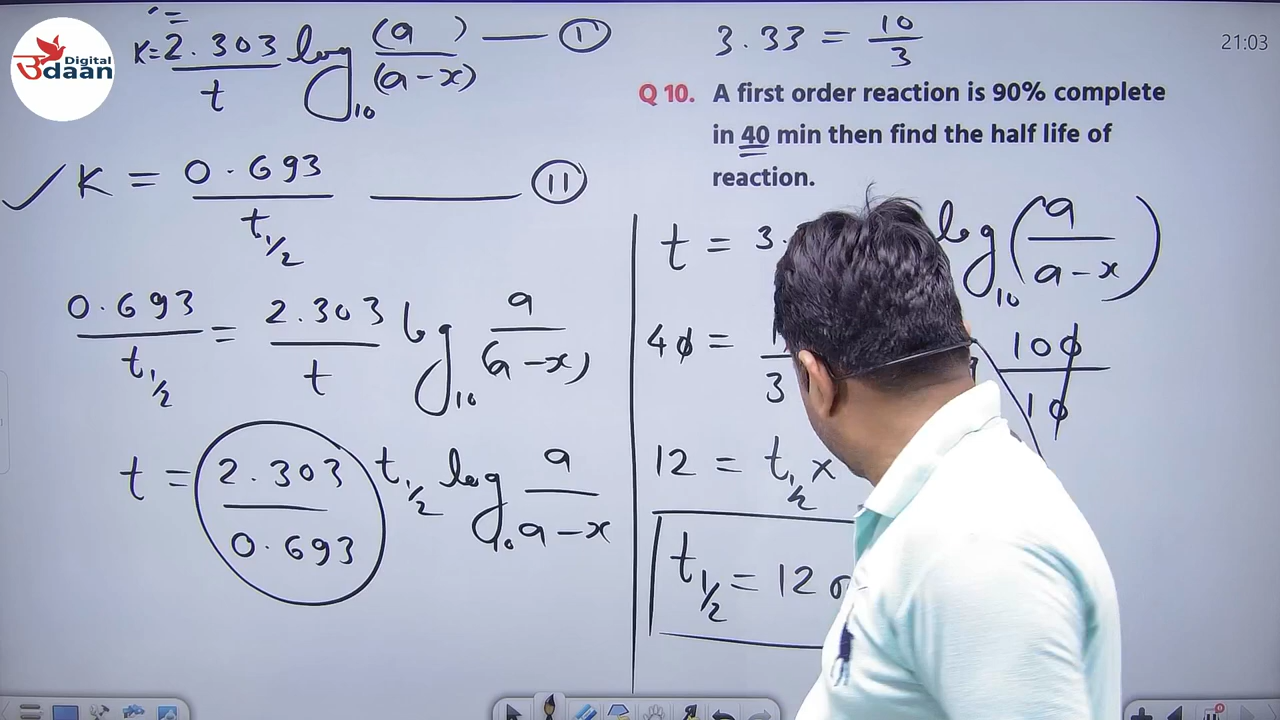 Digital
उdaan
K = 2.303/t log₁₀ (a)/(a-x) — (I)
K = 0.693/t₁/₂ — (II)
0.693/t₁/₂ = 2.303/t log₁₀ a/(a-x)
t = 2.303/0.693 t₁/₂ log₁₀ a/a-x
3.33 = 10/3
21:03
Q 10. A first order reaction is 90% complete
in 40 min then find the half life of
reaction.
t = 3. log₁₀ (a/a-x)
40 = 1 /3 100/10
12 = t₁/₂ x
t₁/₂ = 12